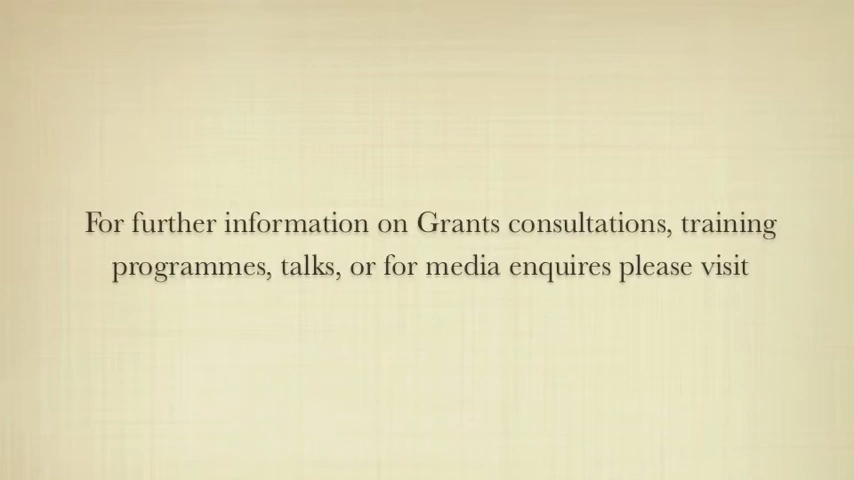 For further information on Grants consultations, training
programmes, talks, or for media enquires please visit